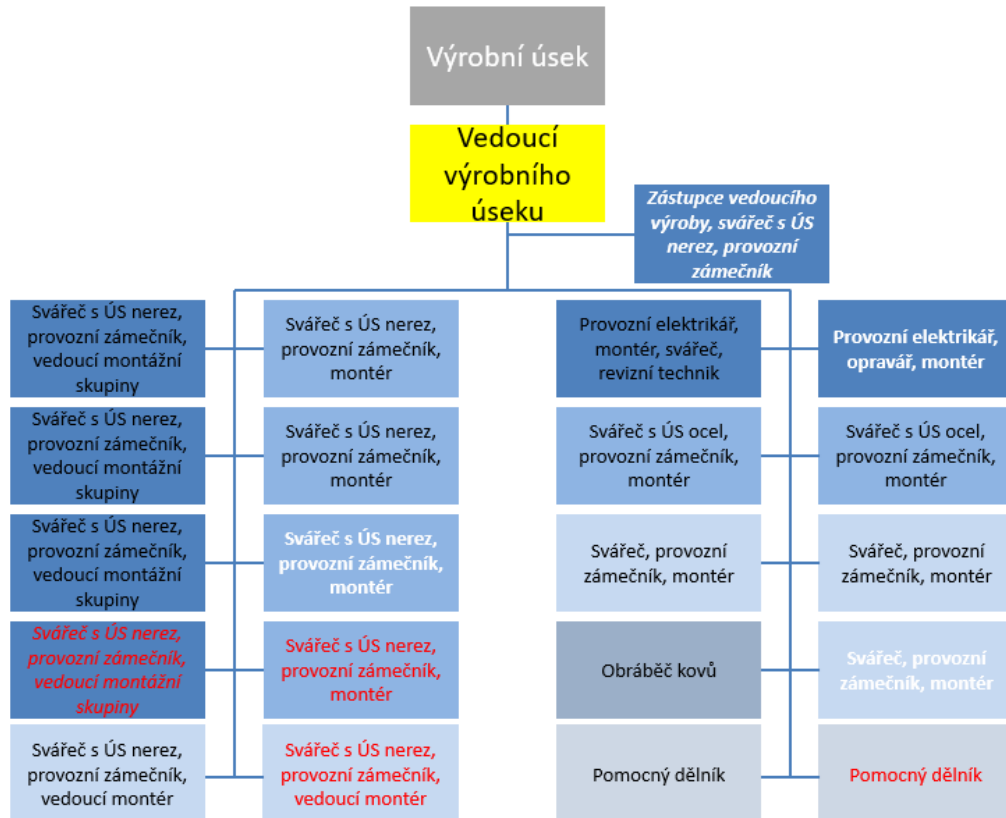 Výrobní úsek
Vedoucí
výrobního
úseku
Zástupce vedoucího
výroby, svářeč s ÚS
nerez, provozní
zámečník
Svářeč s ÚS nerez,
provozní zámečník,
vedoucí montážní
skupiny
Svářeč s ÚS nerez,
provozní zámečník,
montér
Provozní elektrikář,
montér, svářeč,
revizní technik
Provozní elektrikář,
opravář, montér
Svářeč s ÚS nerez,
provozní zámečník,
vedoucí montážní
skupiny
Svářeč s ÚS nerez,
provozní zámečník,
montér
Svářeč s ÚS ocel,
provozní zámečník,
montér
Svářeč s ÚS ocel,
provozní zámečník,
montér
Svářeč s ÚS nerez,
provozní zámečník,
vedoucí montážní
skupiny
Svářeč s ÚS nerez,
provozní zámečník,
montér
Svářeč, provozní
zámečník, montér
Svářeč, provozní
zámečník, montér
Svářeč s ÚS nerez,
provozní zámečník,
vedoucí montážní
skupiny
Svářeč s ÚS nerez,
provozní zámečník,
montér
Obráběč kovů
Svářeč, provozní
zámečník, montér
Svářeč s ÚS nerez,
provozní zámečník,
vedoucí montér
Svářeč s ÚS nerez,
provozní zámečník,
vedoucí montér
Pomocný dělník
Pomocný dělník